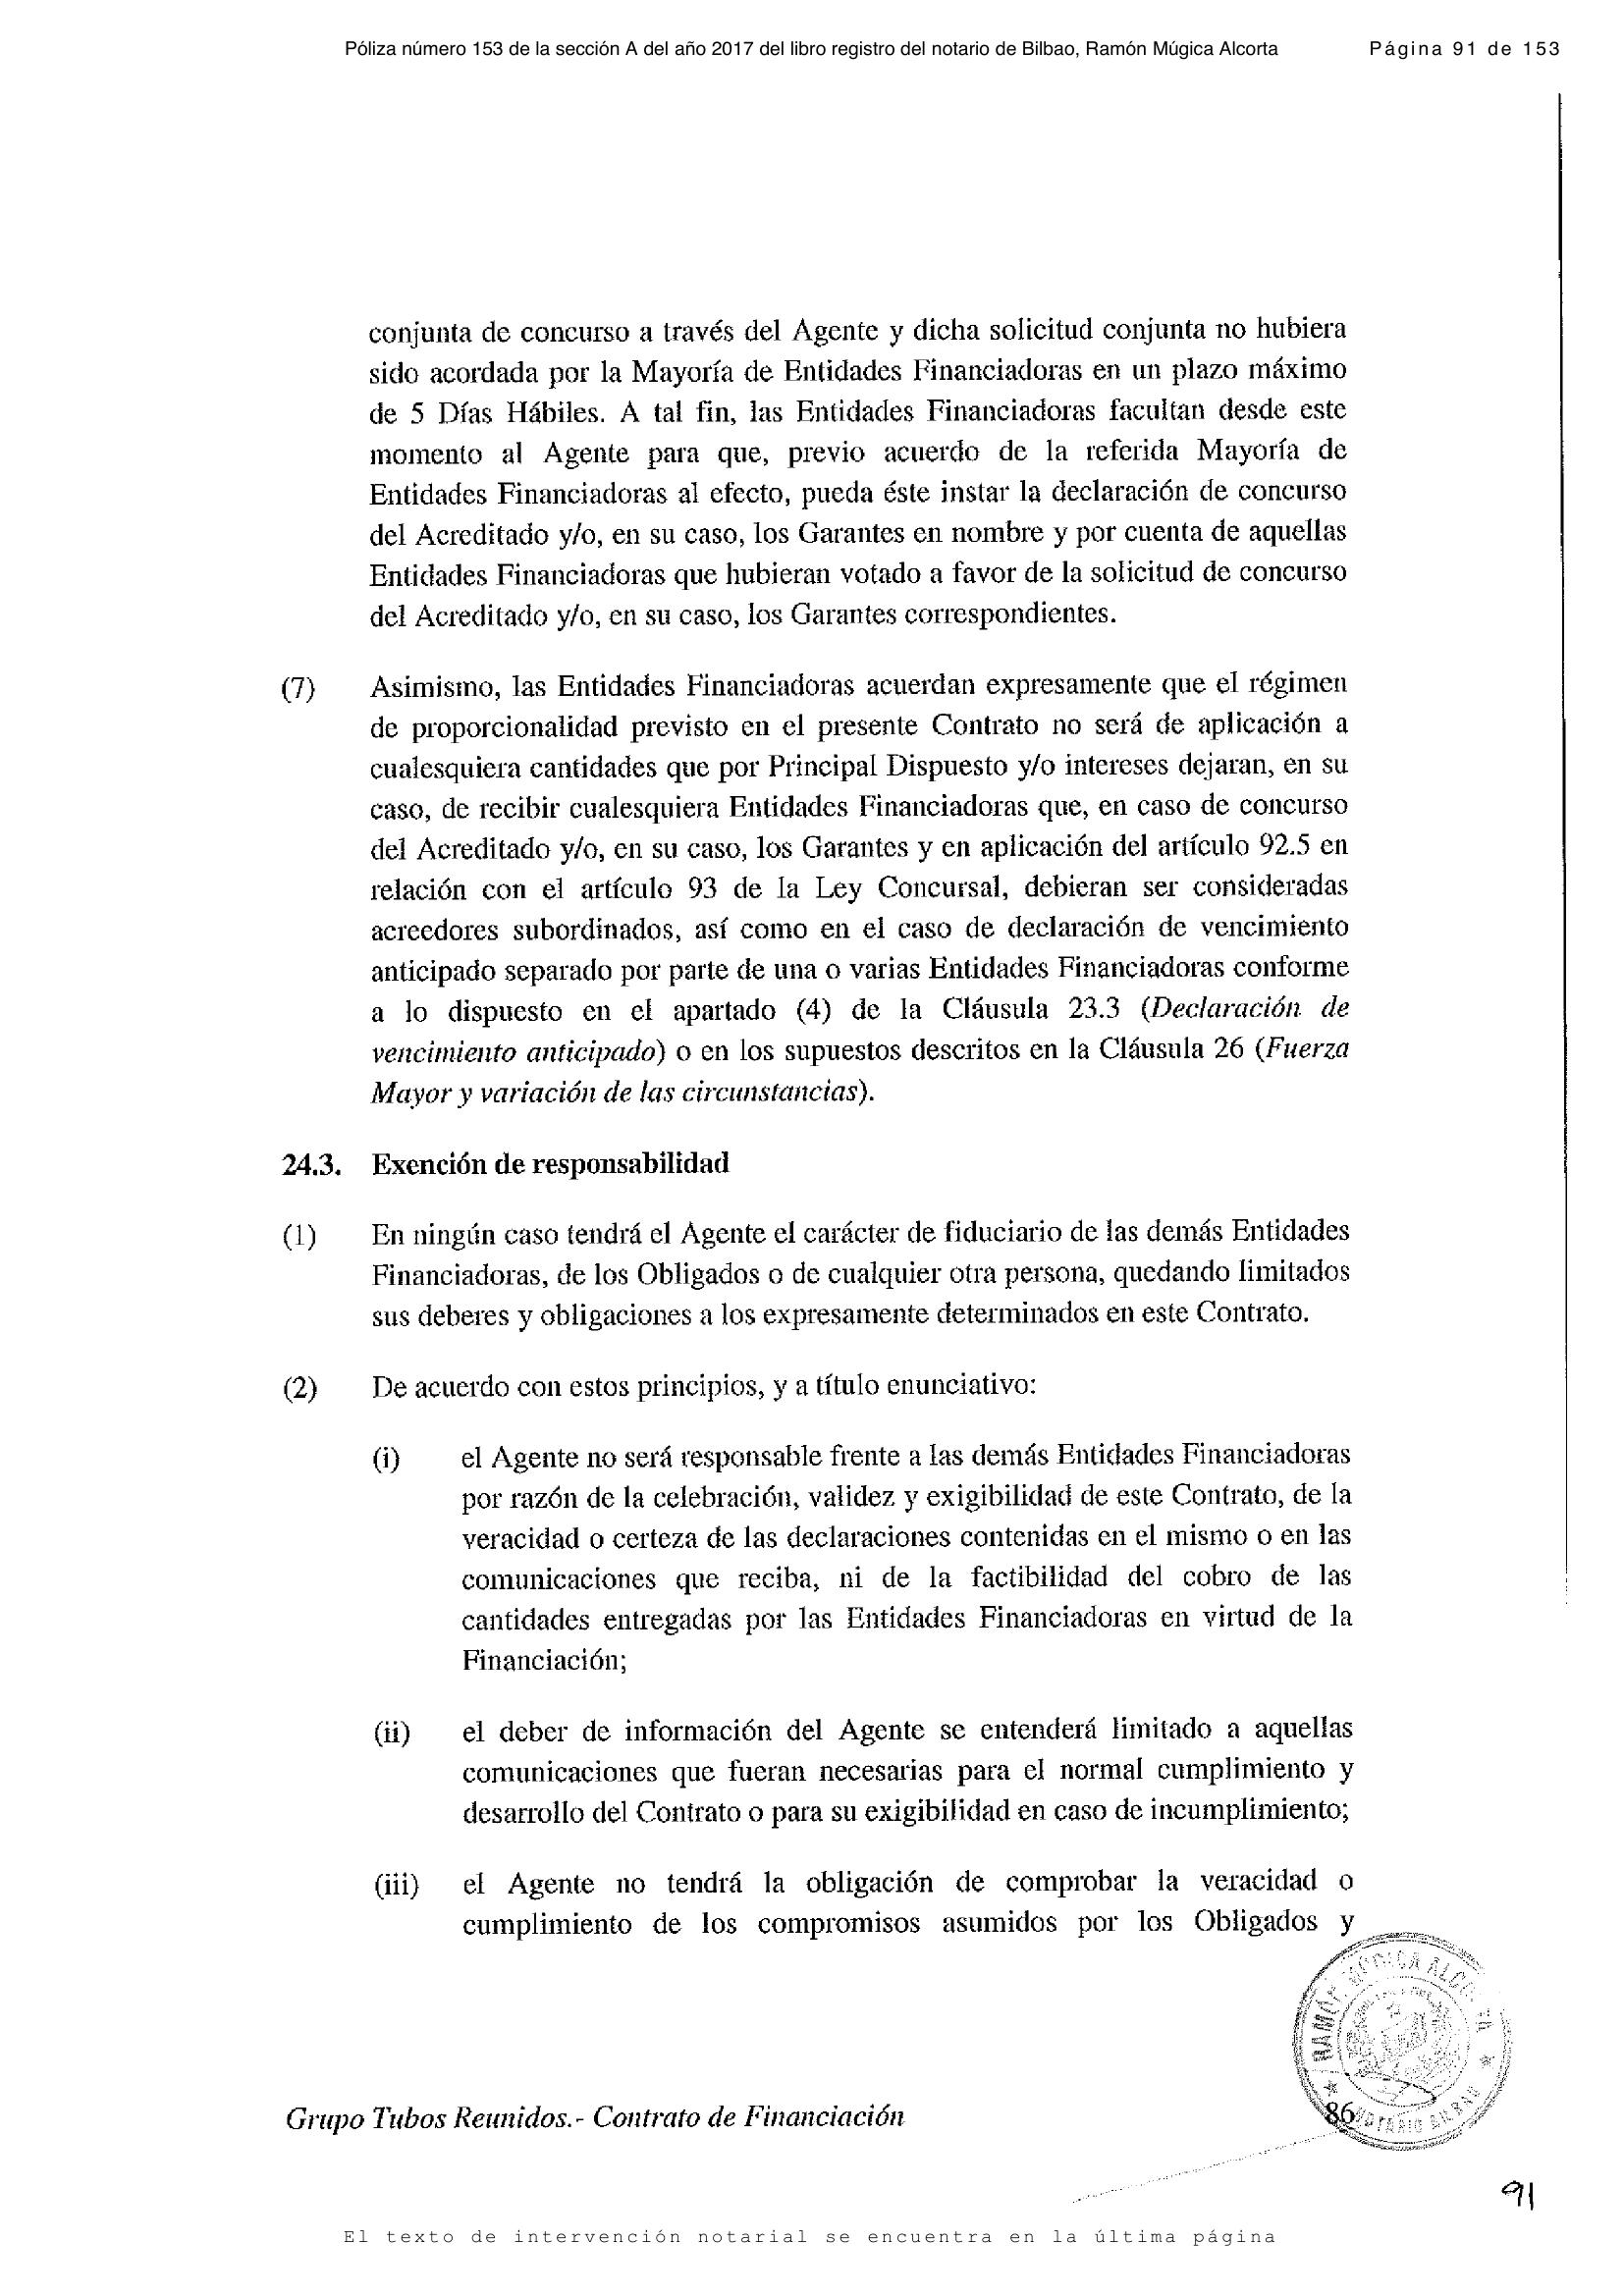 Póliza número 153 de la sección A del año 2017 del libro registro del notario de Bilbao, Ramón Múgica Alcorta Página 91 de 153
conjunta de concurso a través del Agente y dicha solicitud conjunta no hubiera
sido acordada por la Mayoría de Entidades Financiadoras en un plazo máximo
de 5 Días Hábiles. A tal fin, las Entidades Financiadoras facultan desde este
momento al Agente para que, previo acuerdo de la referida Mayoría de
Entidades Financiadoras al efecto, pueda éste instar la declaración de concurso
del Acreditado y/o, en su caso, los Garantes en nombre y por cuenta de aquellas
Entidades Financiadoras que hubieran votado a favor de la solicitud de concurso
del Acreditado y/o, en su caso, los Garantes correspondientes.
(7) Asimismo, las Entidades Financiadoras acuerdan expresamente que el régimen
de proporcionalidad previsto en el presente Contrato no será de aplicación a
cualesquiera cantidades que por Principal Dispuesto y/o intereses dejaran, en su
caso, de recibir cualesquiera Entidades Financiadoras que, en caso de concurso
del Acreditado y/o, en su caso, los Garantes y en aplicación del artículo 92.5 en
relación con el artículo 93 de la Ley Concursal, debieran ser consideradas
acreedores subordinados, así como en el caso de declaración de vencimiento
anticipado separado por parte de una o varias Entidades Financiadoras conforme
a lo dispuesto en el apartado (4) de la Cláusula 23.3 (Declaración de
vencimiento anticipado) o en los supuestos descritos en la Cláusula 26 (Fuerza
Mayor y variación de las circunstancias).
24.3. Exención de responsabilidad
(1) En ningún caso tendrá el Agente el carácter de fiduciario de las demás Entidades
Financiadoras, de los Obligados o de cualquier otra persona, quedando limitados
sus deberes y obligaciones a los expresamente determinados en este Contrato.
(2) De acuerdo con estos principios, y a título enunciativo:
(i) el Agente no será responsable frente a las demás Entidades Financiadoras
por razón de la celebración, validez y exigibilidad de este Contrato, de la
veracidad o certeza de las declaraciones contenidas en el mismo o en las
comunicaciones que reciba, ni de la factibilidad del cobro de las
cantidades entregadas por las Entidades Financiadoras en virtud de la
Financiación;
(ii) el deber de información del Agente se entenderá limitado a aquellas
comunicaciones que fueran necesarias para el normal cumplimiento y
desarrollo del Contrato o para su exigibilidad en caso de incumplimiento;
(iii) el Agente no tendrá la obligación de comprobar la veracidad o
cumplimiento de los compromisos asumidos por los Obligados y
RAMÓN MÚGICA ALCORTA
NOTARIO BILBAO
Grupo Tubos Reunidos.- Contrato de Financiación 86
91
El texto de intervención notarial se encuentra en la última página